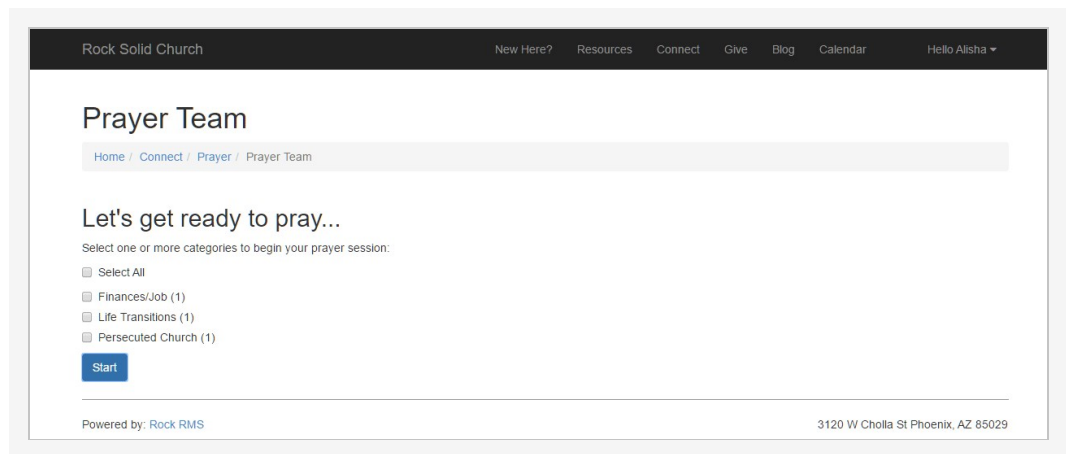 Rock Solid Church New Here? Resources Connect Give Blog Calendar Hello Alisha
Prayer Team
Home / Connect / Prayer / Prayer Team
Let's get ready to pray...
Select one or more categories to begin your prayer session:
Select All
Finances/Job (1)
Life Transitions (1)
Persecuted Church (1)
Start
Powered by: Rock RMS 3120 W Cholla St Phoenix, AZ 85029